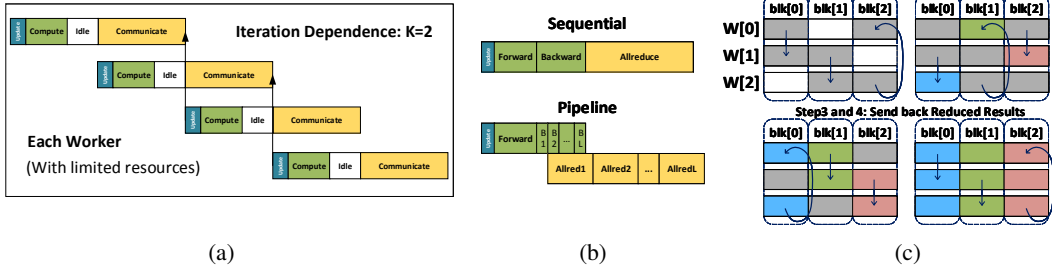 Iteration Dependence: K=2
Update Compute Idle Communicate
Update Compute Idle Communicate
Update Compute Idle Communicate
Update Compute Idle Communicate
Each Worker
(With limited resources)
(a)
Sequential
Update Forward Backward Allreduce
Pipeline
Update Forward B1 B2 ... BL
Allred1 Allred2 ... AllredL
(b)
blk[0] blk[1] blk[2] blk[0] blk[1] blk[2]
W[0]
W[1]
W[2]
Step3 and 4: Send back Reduced Results
blk[0] blk[1] blk[2] blk[0] blk[1] blk[2]
(c)